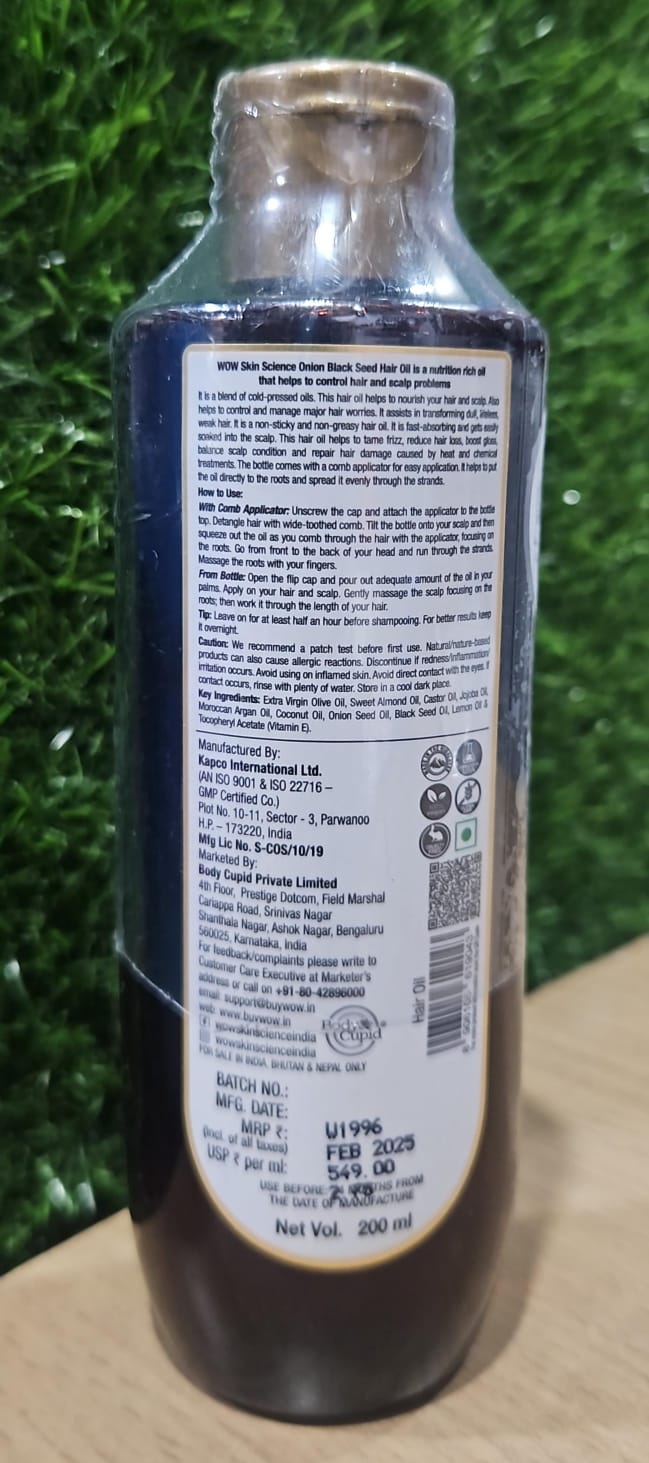 WOW Skin Science Onion Black Seed Hair Oil is a nutrition rich oil
that helps to control hair and scalp problems
It is a blend of cold-pressed oils. This hair oil helps to nourish your hair and scalp. Also
helps to control and manage major hair worries. It assists in transforming dull, lifeless,
weak hair. It is a non-sticky and non-greasy hair oil. It is fast-absorbing and gets easily
soaked into the scalp. This hair oil helps to tame frizz, reduce hair loss, boost gloss,
balance scalp condition and repair hair damage caused by heat and chemical
treatments. The bottle comes with a comb applicator for easy application. It helps to put
the oil directly to the roots and spread it evenly through the strands.
How to Use:
With Comb Applicator: Unscrew the cap and attach the applicator to the bottle
top. Detangle hair with wide-toothed comb. Tilt the bottle onto your scalp and then
squeeze out the oil as you comb through the hair with the applicator, focusing on
the roots. Go from front to the back of your head and run through the strands.
Massage the roots with your fingers.
From Bottle: Open the flip cap and pour out adequate amount of the oil in your
palms. Apply on your hair and scalp. Gently massage the scalp focusing on the
roots; then work it through the length of your hair.
Tip: Leave on for at least half an hour before shampooing. For better results keep
it overnight.
Caution: We recommend a patch test before first use. Natural/nature-based
products can also cause allergic reactions. Discontinue if redness/inflammation/
irritation occurs. Avoid using on inflamed skin. Avoid direct contact with the eyes. If
contact occurs, rinse with plenty of water. Store in a cool dark place.
Key Ingredients: Extra Virgin Olive Oil, Sweet Almond Oil, Castor Oil, Jojoba Oil,
Moroccan Argan Oil, Coconut Oil, Onion Seed Oil, Black Seed Oil, Lemon Oil &
Tocopheryl Acetate (Vitamin E).
Manufactured By:
Kapco International Ltd.
(AN ISO 9001 & ISO 22716 –
GMP Certified Co.)
Plot No. 10-11, Sector - 3, Parwanoo
H.P. – 173220, India
Mfg Lic No. S-COS/10/19
Marketed By:
Body Cupid Private Limited
4th Floor, Prestige Dotcom, Field Marshal
Cariappa Road, Srinivas Nagar
Shanthala Nagar, Ashok Nagar, Bengaluru
560025, Karnataka, India
For feedback/complaints please write to
Customer Care Executive at Marketer's
address or call on +91-80-42896000
email: support@buywow.in
web: www.buywow.in
wowskinscienceindia
wowskinscienceindia
FOR SALE IN INDIA, BHUTAN & NEPAL ONLY
Body Cupid
Hair Oil
BATCH NO.:
MFG. DATE:
MRP ₹:
(Incl. of all taxes)
USP ₹ per ml:
W1996
FEB 2025
549.00
USE BEFORE 24 MONTHS FROM
THE DATE OF MANUFACTURE
Net Vol. 200 ml